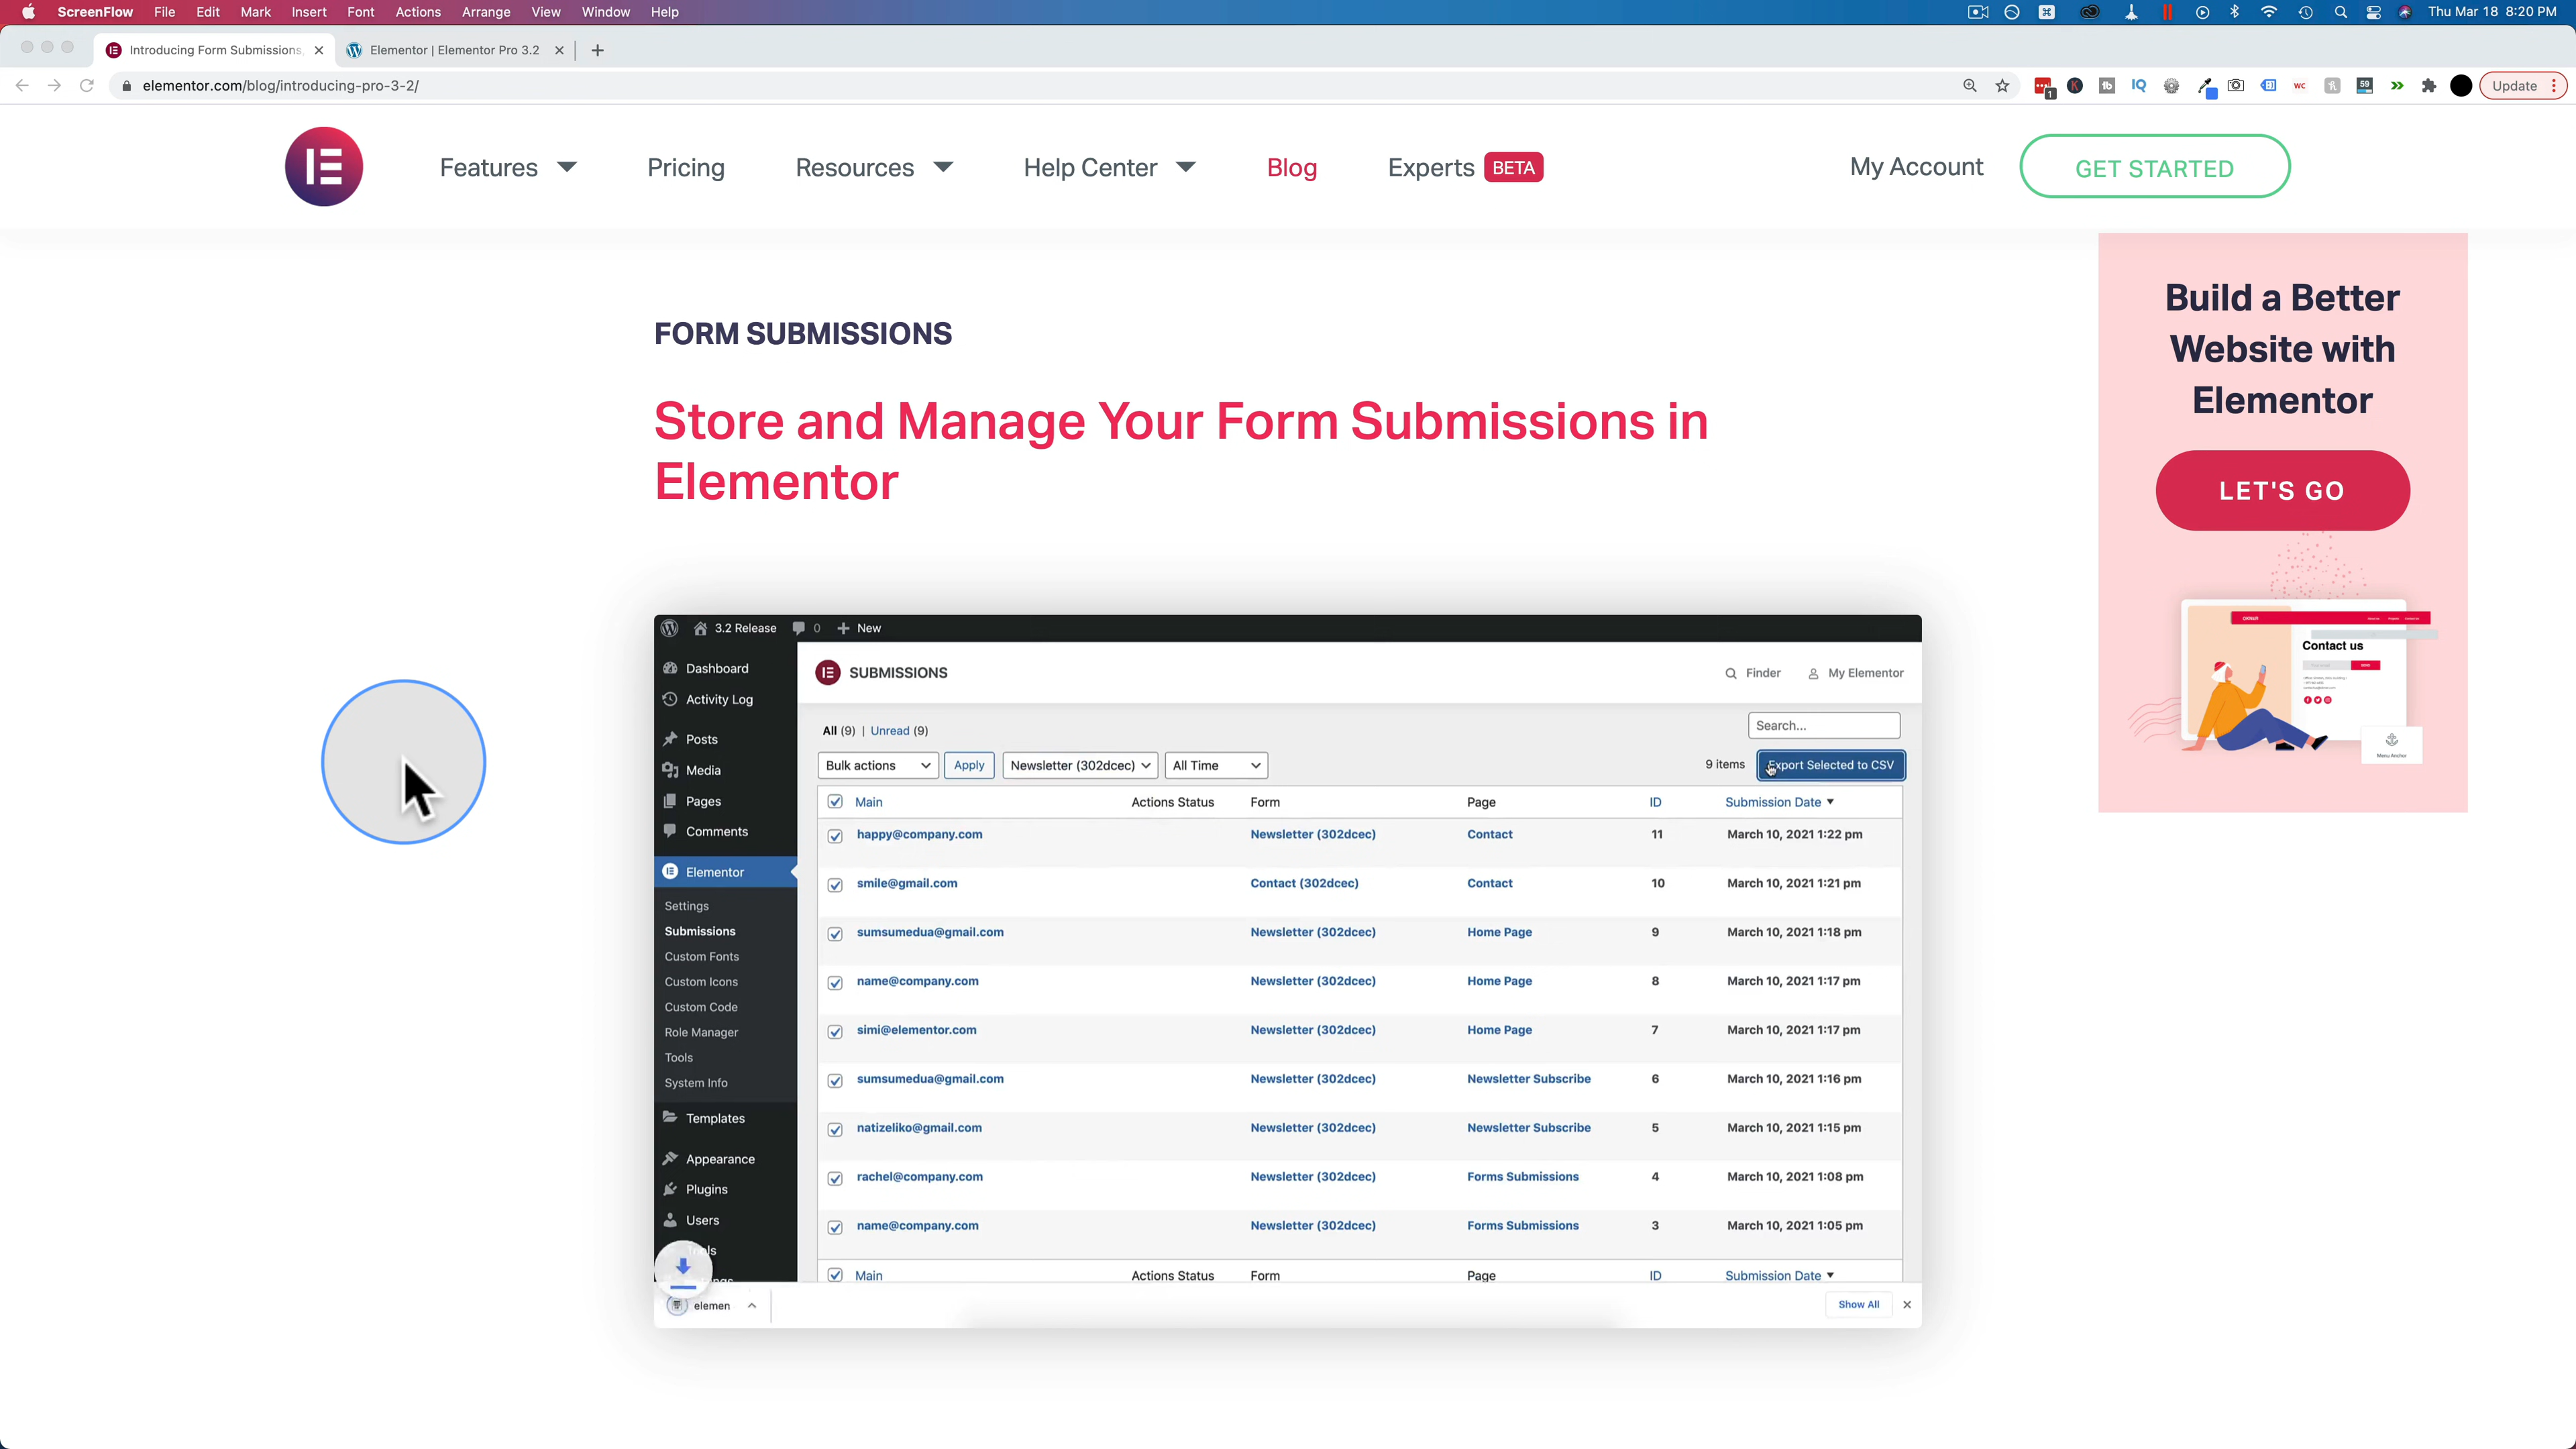 ScreenFlow File Edit Mark Insert Font Actions Arrange View Window Help Thu Mar 18 8:20 PM
Introducing Form Submissions, Elementor | Elementor Pro 3.2
elementor.com/blog/introducing-pro-3-2/ 1 tb IQ wc 59 Update
Features Pricing Resources Help Center Blog Experts BETA My Account GET STARTED
FORM SUBMISSIONS
Store and Manage Your Form Submissions in
Elementor
Build a Better
Website with
Elementor
LET'S GO
Contact us
Menu Anchor
3.2 Release 0 + New
Dashboard
Activity Log
Posts
Media
Pages
Comments
Elementor
Settings
Submissions
Custom Fonts
Custom Icons
Custom Code
Role Manager
Tools
System Info
Templates
Appearance
Plugins
Users
SUBMISSIONS Finder My Elementor
All (9) | Unread (9) Search...
Bulk actions Apply Newsletter (302dcec) All Time 9 items Export Selected to CSV
Main Actions Status Form Page ID Submission Date
happy@company.com Newsletter (302dcec) Contact 11 March 10, 2021 1:22 pm
smile@gmail.com Contact (302dcec) Contact 10 March 10, 2021 1:21 pm
sumsumedua@gmail.com Newsletter (302dcec) Home Page 9 March 10, 2021 1:18 pm
name@company.com Newsletter (302dcec) Home Page 8 March 10, 2021 1:17 pm
simi@elementor.com Newsletter (302dcec) Home Page 7 March 10, 2021 1:17 pm
sumsumedua@gmail.com Newsletter (302dcec) Newsletter Subscribe 6 March 10, 2021 1:16 pm
natizeliko@gmail.com Newsletter (302dcec) Newsletter Subscribe 5 March 10, 2021 1:15 pm
rachel@company.com Newsletter (302dcec) Forms Submissions 4 March 10, 2021 1:08 pm
name@company.com Newsletter (302dcec) Forms Submissions 3 March 10, 2021 1:05 pm
Main Actions Status Form Page ID Submission Date
elemen Show All